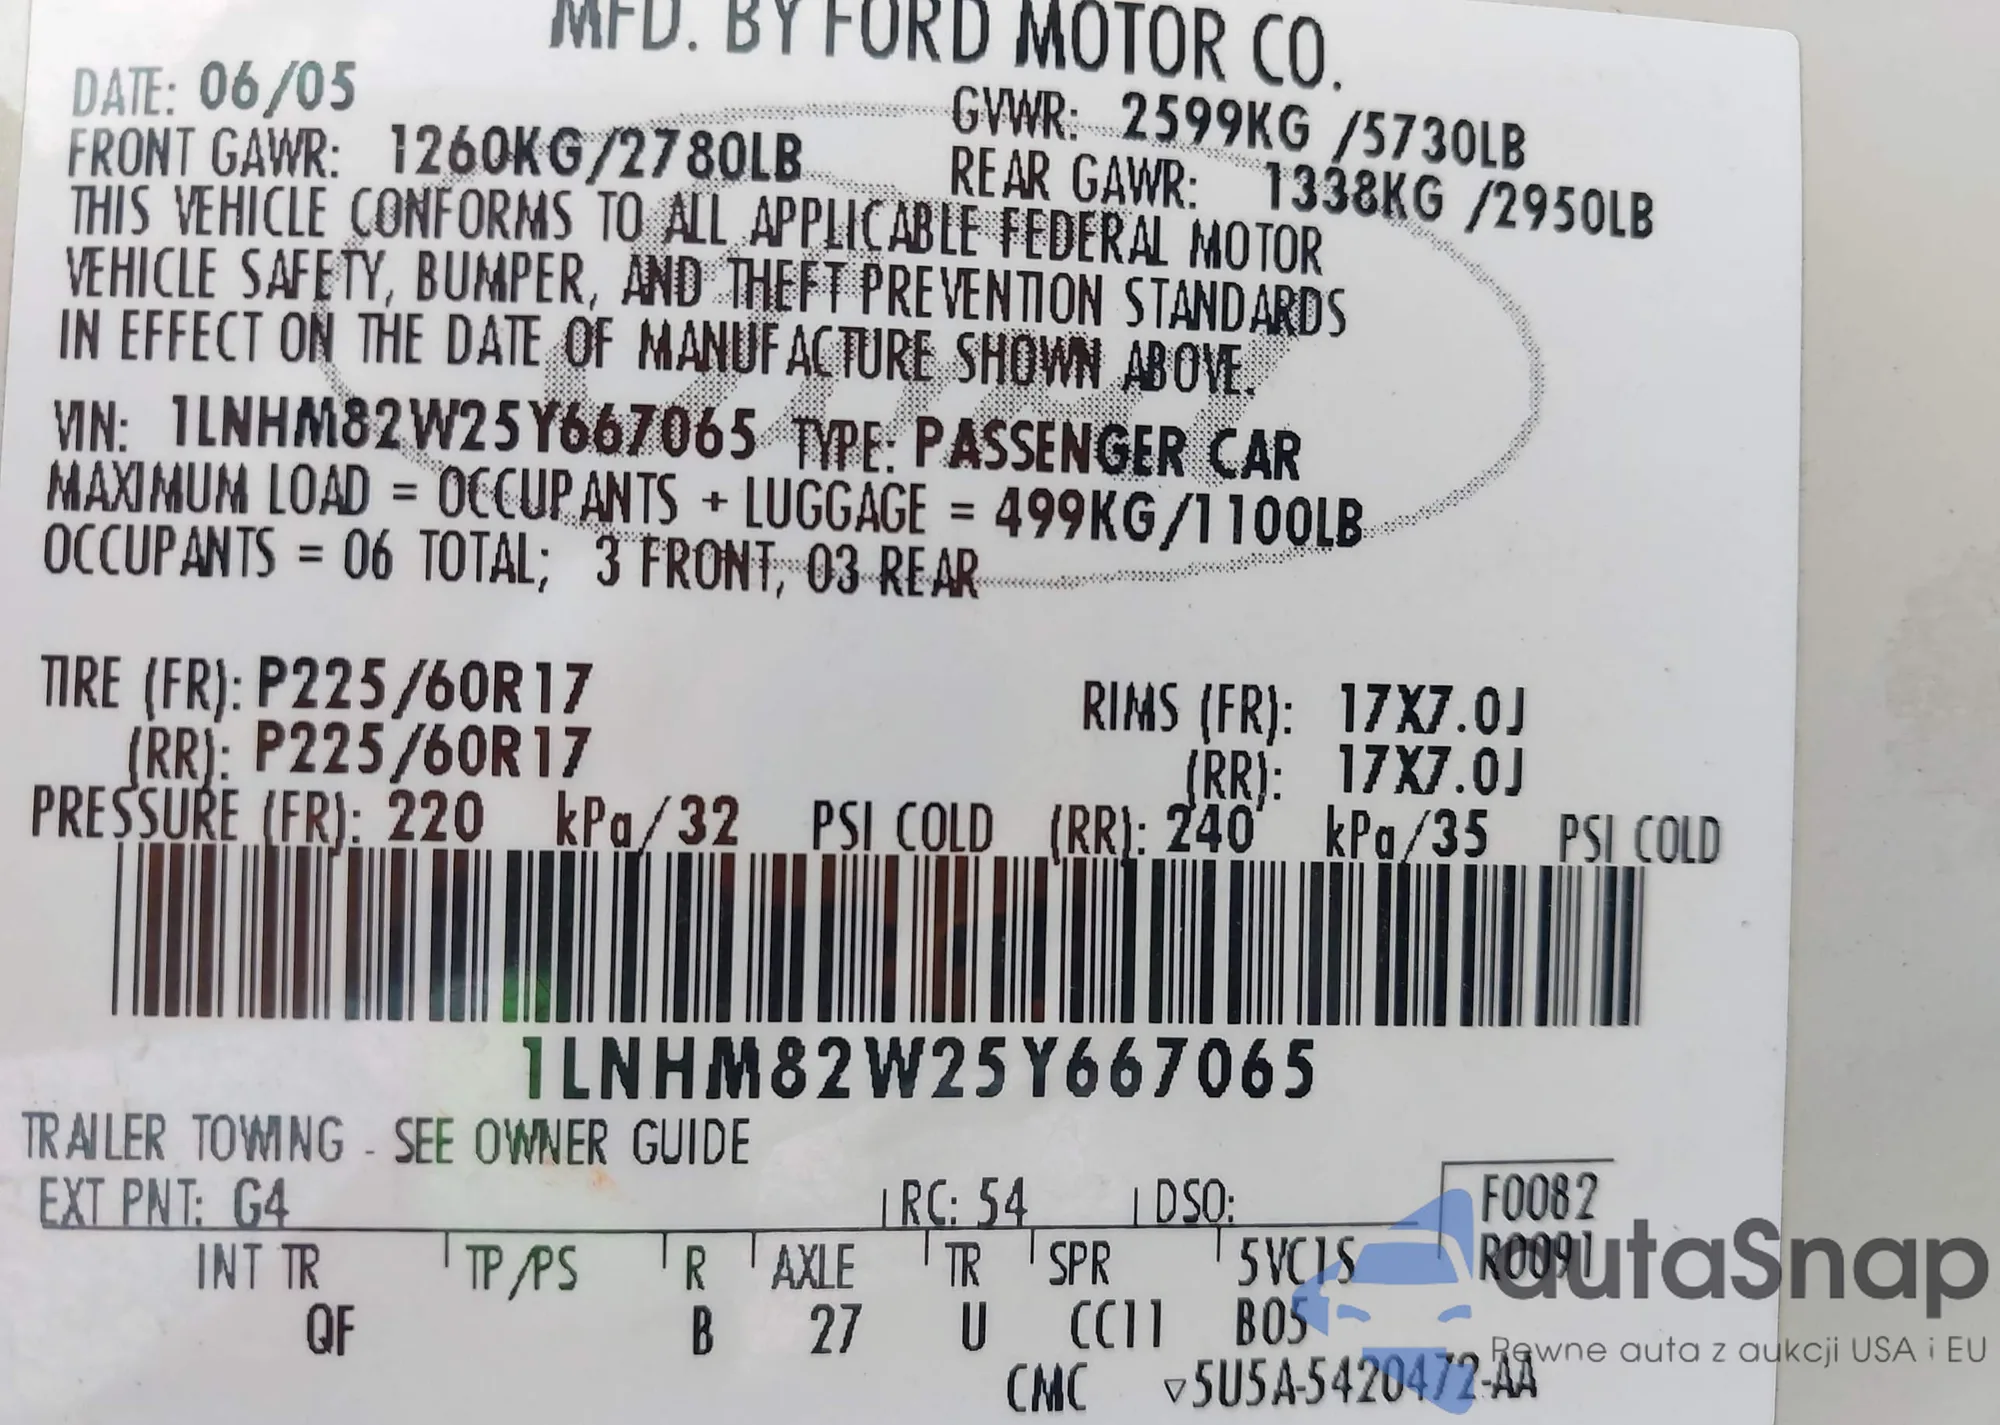 MFD. BY FORD MOTOR CO.
DATE: 06/05 GVWR: 2599KG /5730LB
FRONT GAWR: 1260KG/2780LB REAR GAWR: 1338KG /2950LB
THIS VEHICLE CONFORMS TO ALL APPLICABLE FEDERAL MOTOR
VEHICLE SAFETY, BUMPER, AND THEFT PREVENTION STANDARDS
IN EFFECT ON THE DATE OF MANUFACTURE SHOWN ABOVE.
VIN: 1LNHM82W25Y667065 TYPE: PASSENGER CAR
MAXIMUM LOAD = OCCUPANTS + LUGGAGE = 499KG/1100LB
OCCUPANTS = 06 TOTAL; 3 FRONT, 03 REAR
TIRE (FR): P225/60R17 RIMS (FR): 17X7.0J
(RR): P225/60R17 (RR): 17X7.0J
PRESSURE (FR): 220 kPa/32 PSI COLD (RR): 240 kPa/35 PSI COLD
1LNHM82W25Y667065
TRAILER TOWING - SEE OWNER GUIDE
EXT PNT: G4 RC: 54 DSO: F0082
INT TR TP/PS R AXLE TR SPR 5VC1S R0091
QF B 27 U CC11 B05
CMC ▽5U5A-5420472-AA
autaSnap
Pewne auta z aukcji USA i EU